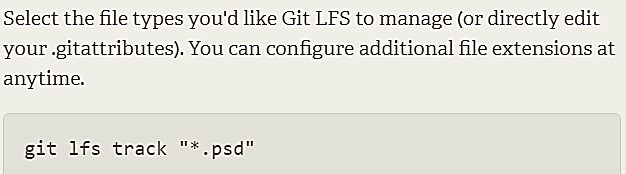 Select the file types you'd like Git LFS to manage (or directly edit
your .gitattributes). You can configure additional file extensions at
anytime.
git lfs track "*.psd"